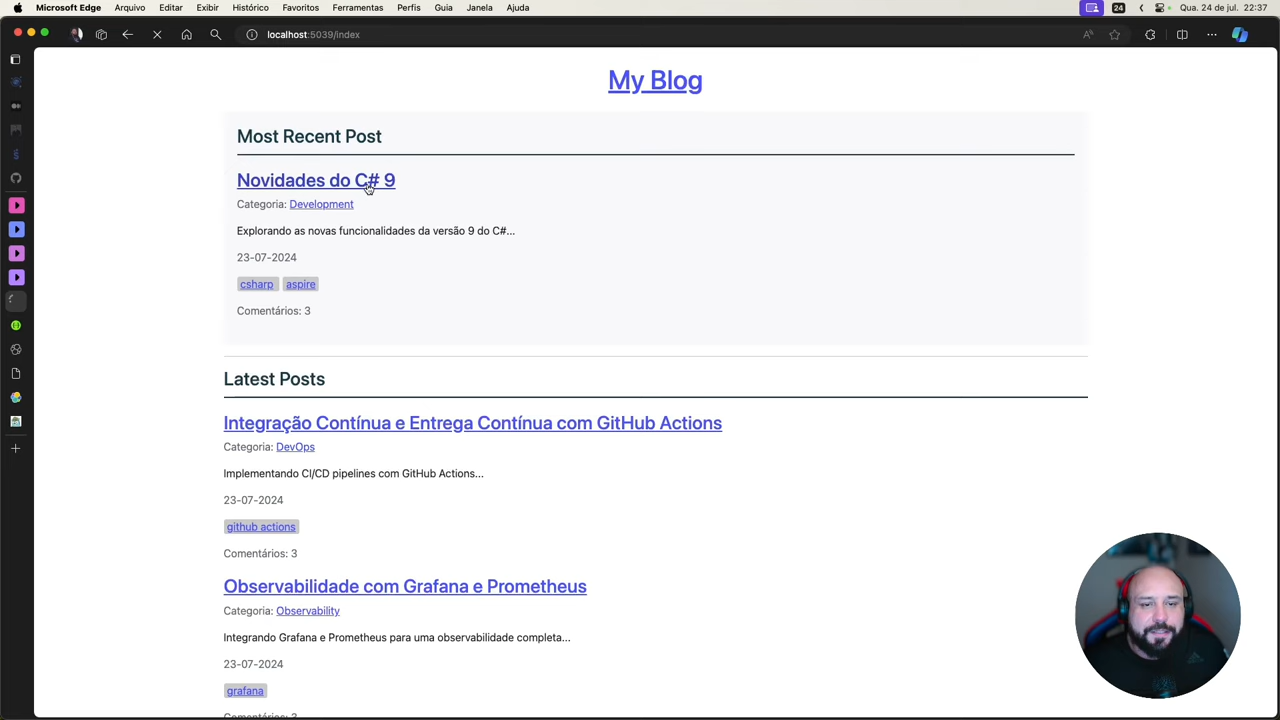 Microsoft Edge Arquivo Editar Exibir Histórico Favoritos Ferramentas Perfis Guia Janela Ajuda 24 Qua. 24 de jul. 22:37
localhost:5039/index
My Blog
Most Recent Post
Novidades do C# 9
Categoria: Development
Explorando as novas funcionalidades da versão 9 do C#...
23-07-2024
csharp aspire
Comentários: 3
Latest Posts
Integração Contínua e Entrega Contínua com GitHub Actions
Categoria: DevOps
Implementando CI/CD pipelines com GitHub Actions...
23-07-2024
github actions
Comentários: 3
Observabilidade com Grafana e Prometheus
Categoria: Observability
Integrando Grafana e Prometheus para uma observabilidade completa...
23-07-2024
grafana
Comentários: 3